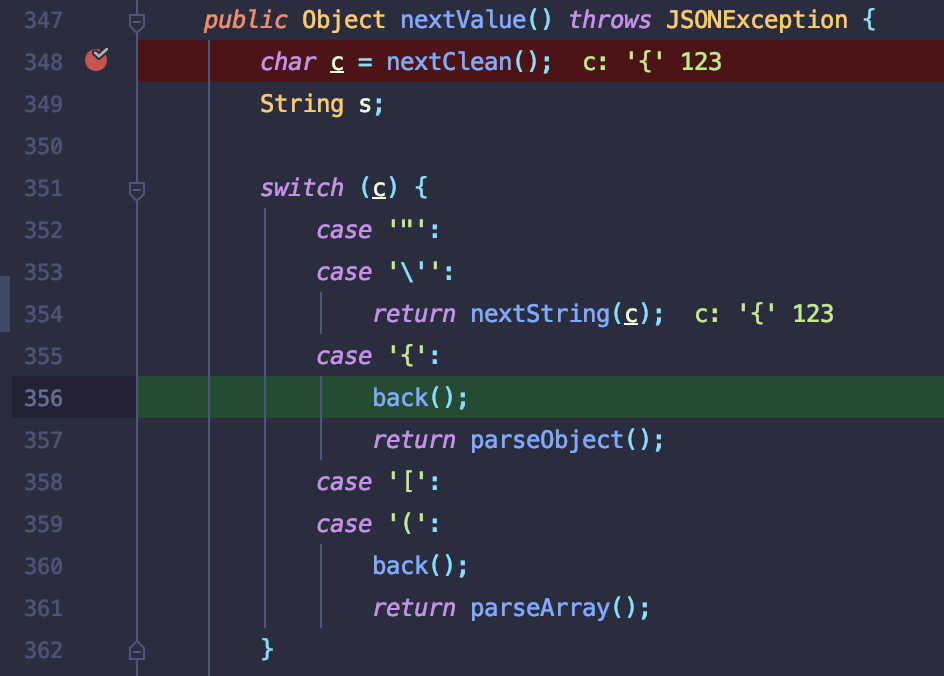 347 public Object nextValue() throws JSONException {
348 char c = nextClean(); c: '{' 123
349 String s;
350
351 switch (c) {
352 case '"':
353 case '\'':
354 return nextString(c); c: '{' 123
355 case '{':
356 back();
357 return parseObject();
358 case '[':
359 case '(':
360 back();
361 return parseArray();
362 }